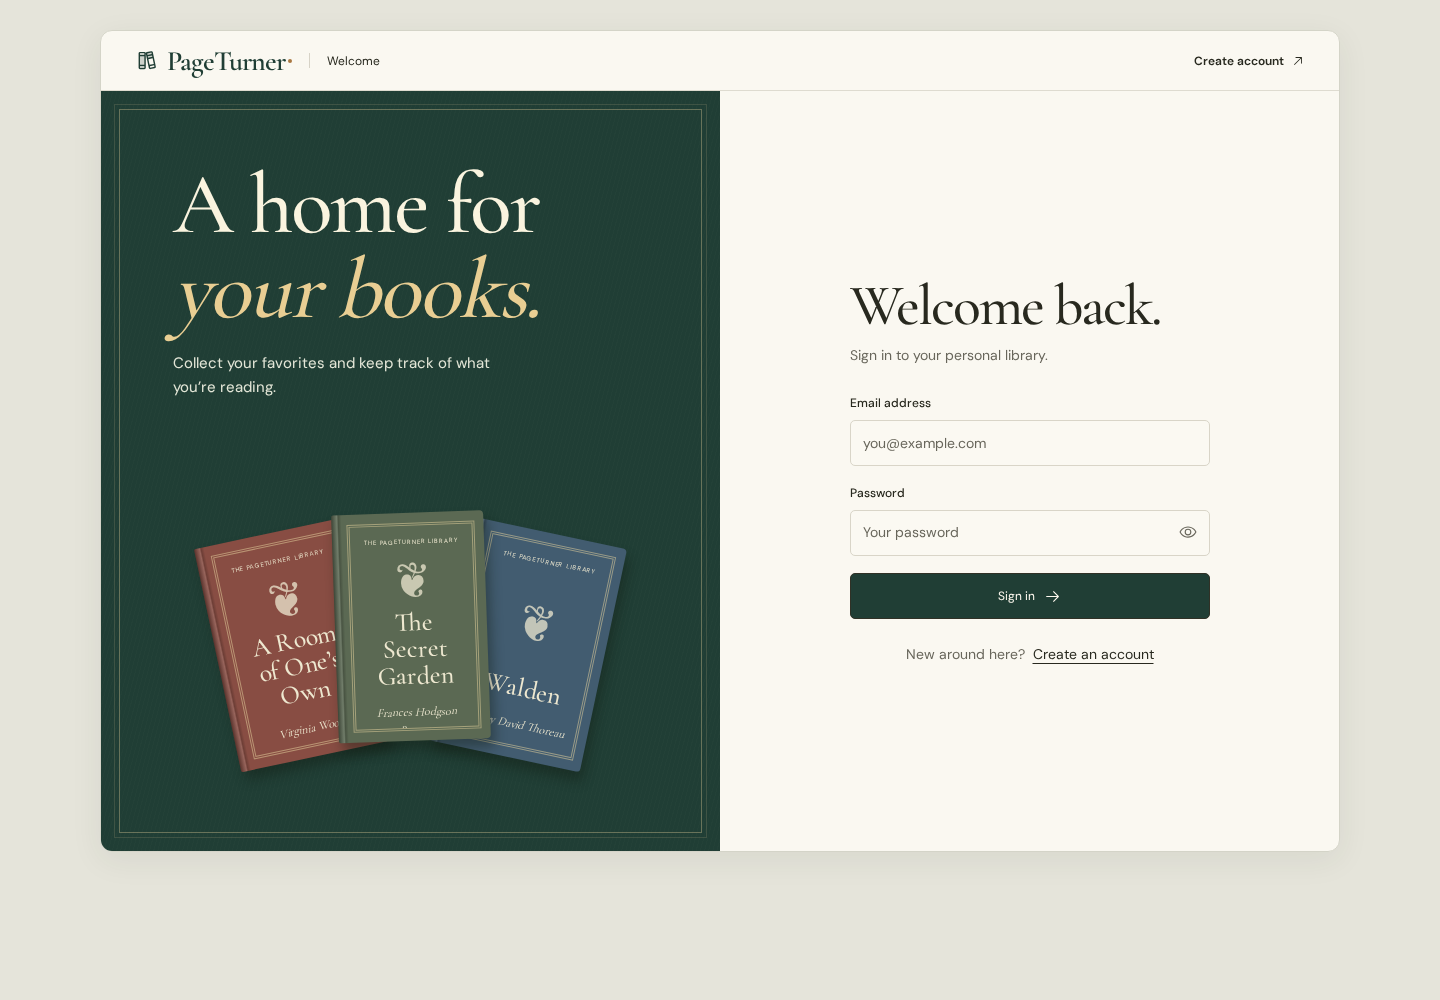 PageTurner
Welcome
Create account
A home for
your books.
Collect your favorites and keep track of what
you’re reading.
THE PAGETURNER LIBRARY
A Room
of One’s
Own
Virginia
THE PAGETURNER LIBRARY
The
Secret
Garden
Frances Hodgson
THE PAGETURNER LIBRARY
Walden
David Thoreau
Welcome back.
Sign in to your personal library.
Email address
you@example.com
Password
Your password
Sign in
New around here? Create an account